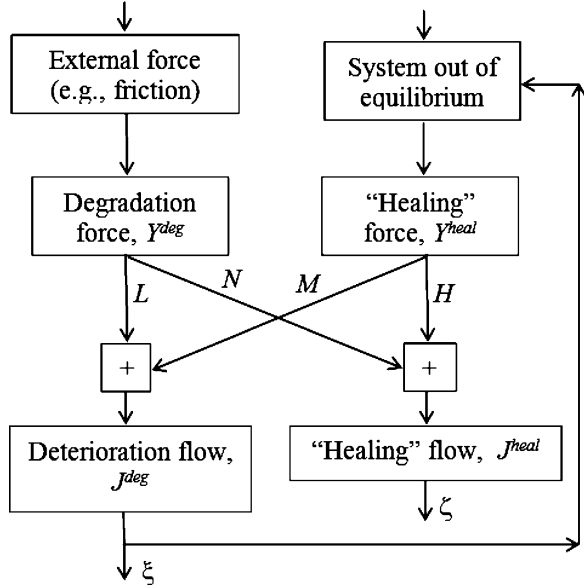 External force
(e.g., friction)
System out of
equilibrium
Degradation
force, Y^deg
“Healing”
force, Y^heal
L
N
M
H
+
+
Deterioration flow,
J^deg
“Healing” flow, J^heal
ζ
ξ